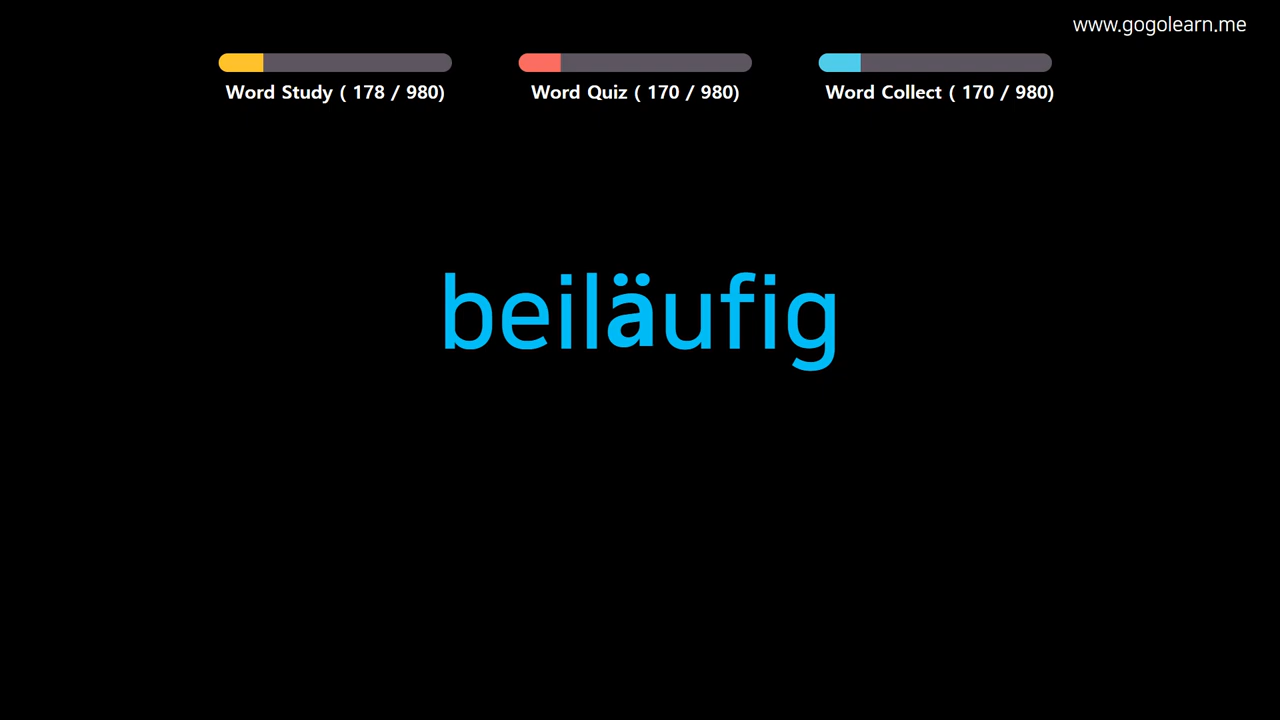 www.gogolearn.me
Word Study ( 178 / 980)
Word Quiz ( 170 / 980)
Word Collect ( 170 / 980)
beiläufig